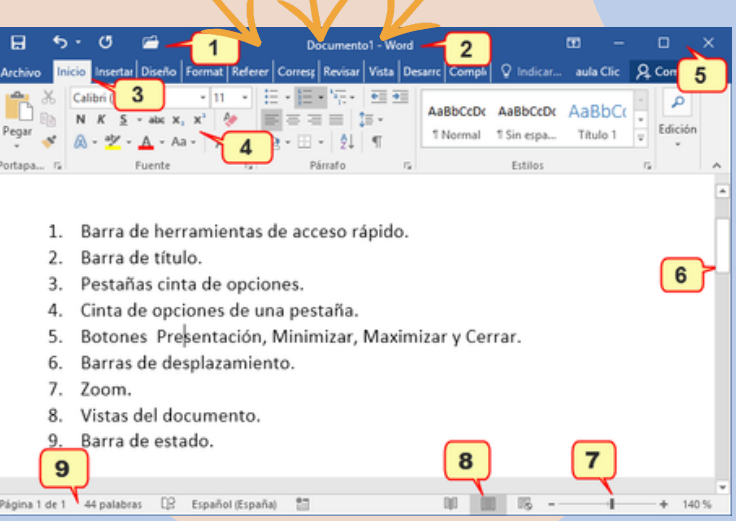 1
Documento1 - Word
2
Archivo Inicio Insertar Diseño Format Referer Corresp Revisar Vista Desarrc Comple Indicar... aula Clic Com
5
3
Calibri ( 11
Pegar
N K S abc x₂ x²
A aby A Aa
4
AaBbCcDc AaBbCcDc AaBbCc
¶ Normal ¶ Sin espa... Título 1
Edición
Portapa... Fuente Párrafo Estilos
1. Barra de herramientas de acceso rápido.
2. Barra de título.
3. Pestañas cinta de opciones.
4. Cinta de opciones de una pestaña.
5. Botones Presentación, Minimizar, Maximizar y Cerrar.
6. Barras de desplazamiento.
7. Zoom.
8. Vistas del documento.
9. Barra de estado.
6
9
8
7
Página 1 de 1 44 palabras Español (España) - + 140 %